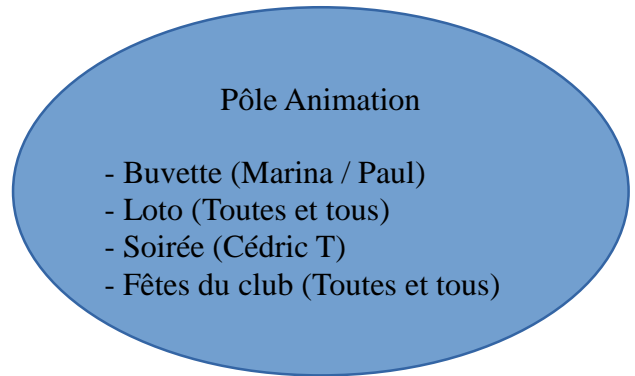 Pôle Animation
- Buvette (Marina / Paul)
- Loto (Toutes et tous)
- Soirée (Cédric T)
- Fêtes du club (Toutes et tous)